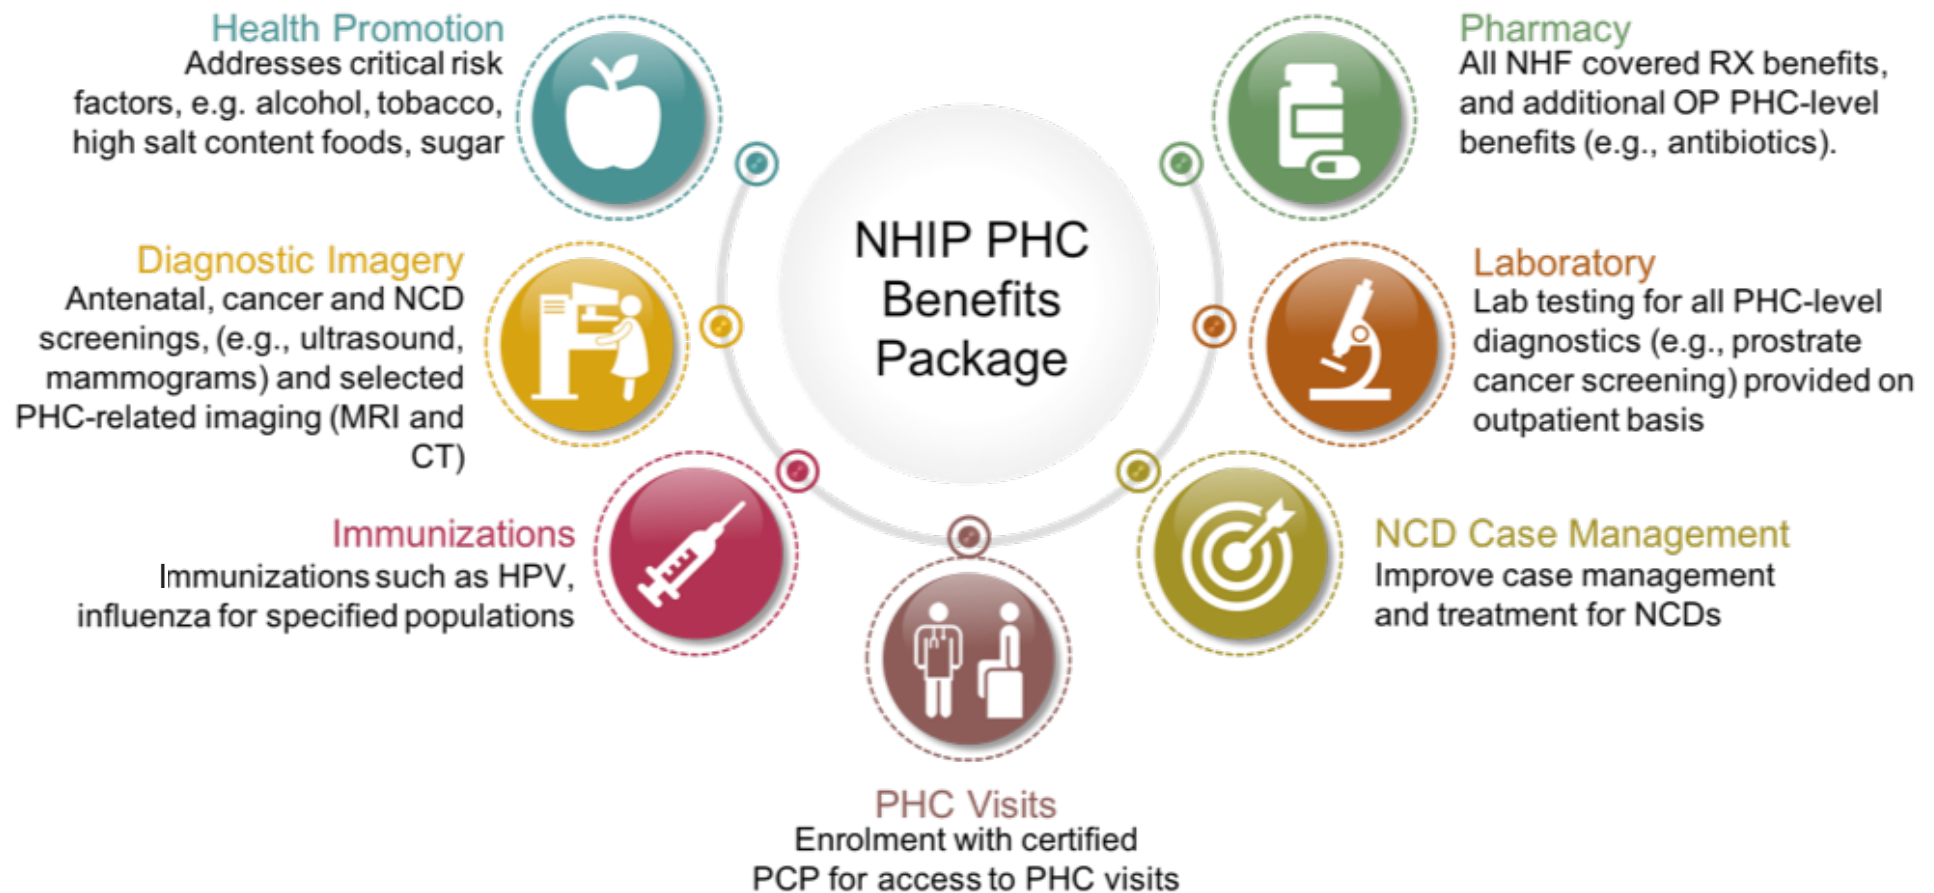 Health Promotion
Addresses critical risk
factors, e.g. alcohol, tobacco,
high salt content foods, sugar
Diagnostic Imagery
Antenatal, cancer and NCD
screenings, (e.g., ultrasound,
mammograms) and selected
PHC-related imaging (MRI and
CT)
Immunizations
Immunizations such as HPV,
influenza for specified populations
NHIP PHC
Benefits
Package
PHC Visits
Enrolment with certified
PCP for access to PHC visits
Pharmacy
All NHF covered RX benefits,
and additional OP PHC-level
benefits (e.g., antibiotics).
Laboratory
Lab testing for all PHC-level
diagnostics (e.g., prostrate
cancer screening) provided on
outpatient basis
NCD Case Management
Improve case management
and treatment for NCDs